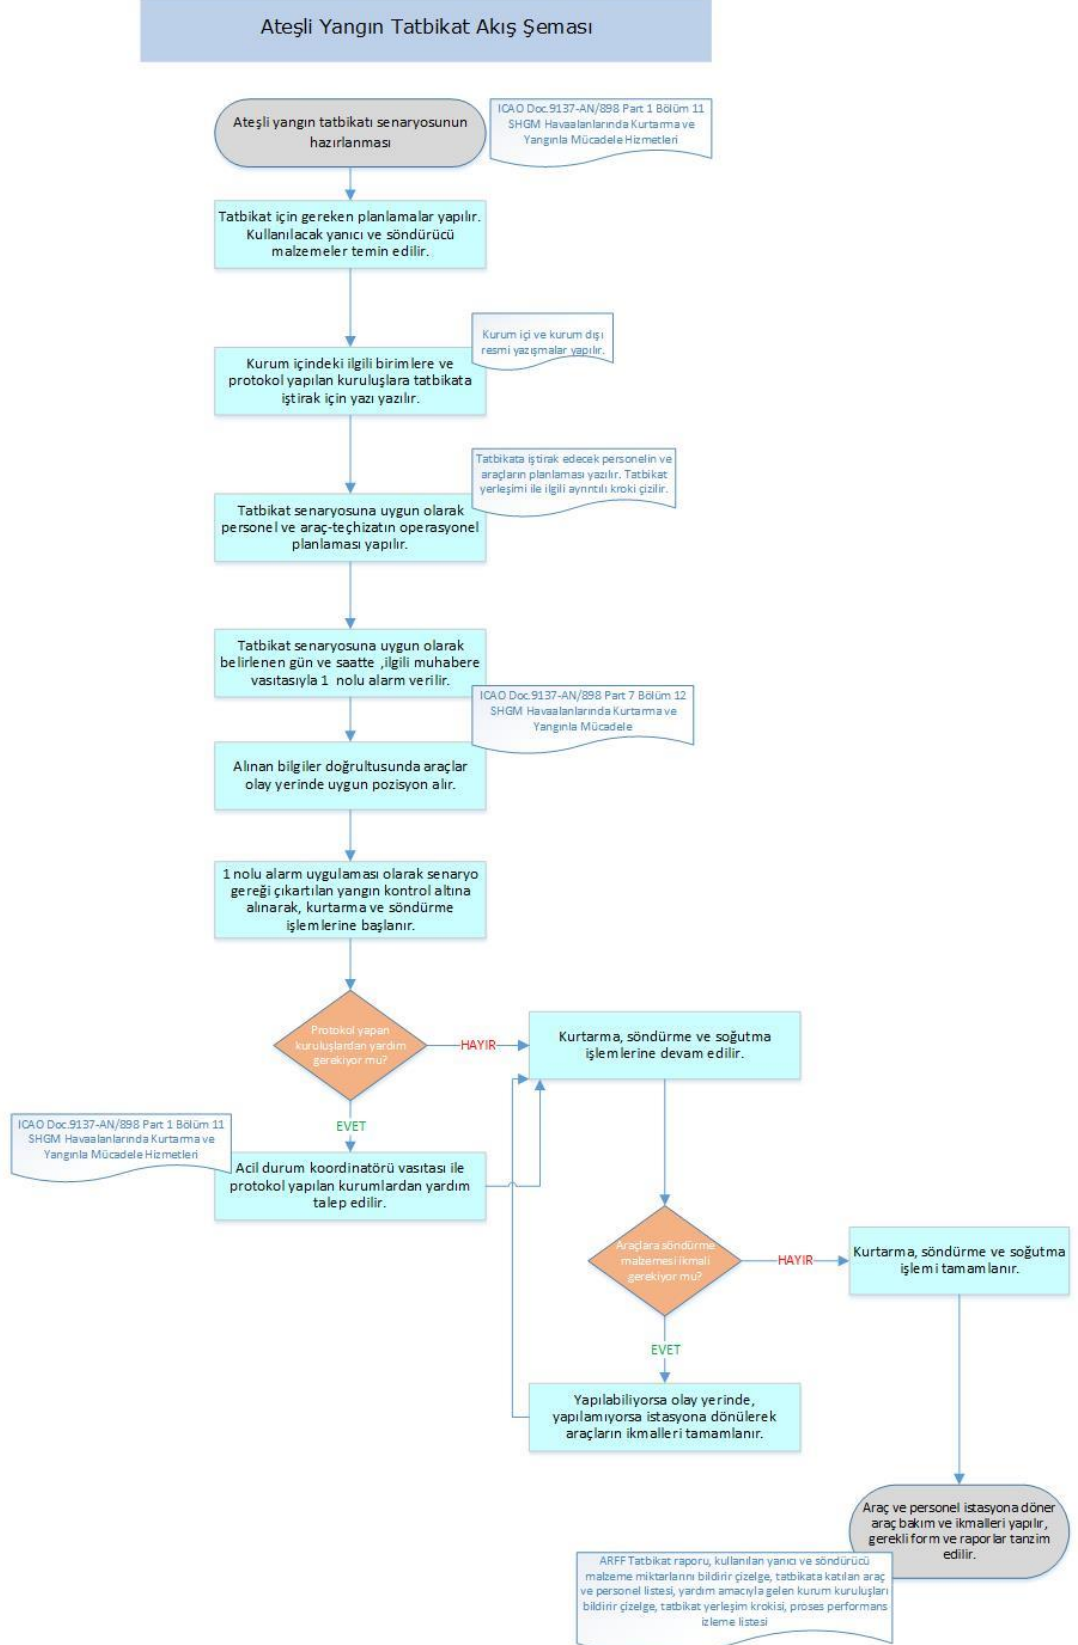 Ateşli Yangın Tatbikat Akış Şeması
Ateşli yangın tatbikatı senaryosunun
hazırlanması
ICAO Doc.9137-AN/898 Part 1 Bölüm 11
SHGM Havaalanlarında Kurtarma ve
Yangınla Mücadele Hizmetleri
Tatbikat için gereken planlamalar yapılır.
Kullanılacak yanıcı ve söndürücü
malzemeler temin edilir.
Kurum içi ve kurum dışı
resmi yazışmalar yapılır.
Kurum içindeki ilgili birimlere ve
protokol yapılan kuruluşlara tatbikata
iştirak için yazı yazılır.
Tatbikata iştirak edecek personelin ve
araçların planlaması yazılır. Tatbikat
yerleşimi ile ilgili ayrıntılı kroki çizilir.
Tatbikat senaryosuna uygun olarak
personel ve araç-teçhizatın operasyonel
planlaması yapılır.
Tatbikat senaryosuna uygun olarak
belirlenen gün ve saatte ,ilgili muhabere
vasıtasıyla 1 nolu alarm verilir.
ICAO Doc.9137-AN/898 Part 7 Bölüm 12
SHGM Havaalanlarında Kurtarma ve
Yangınla Mücadele
Alınan bilgiler doğrultusunda araçlar
olay yerinde uygun pozisyon alır.
1 nolu alarm uygulaması olarak senaryo
gereği çıkartılan yangın kontrol altına
alınarak, kurtarma ve söndürme
işlemlerine başlanır.
Protokol yapan
kuruluşlardan yardım
gerekiyor mu?
HAYIR
Kurtarma, söndürme ve soğutma
işlemlerine devam edilir.
EVET
ICAO Doc.9137-AN/898 Part 1 Bölüm 11
SHGM Havaalanlarında Kurtarma ve
Yangınla Mücadele Hizmetleri
Acil durum koordinatörü vasıtası ile
protokol yapılan kurumlardan yardım
talep edilir.
Araçlara söndürme
malzemesi ikmali
gerekiyor mu?
HAYIR
Kurtarma, söndürme ve soğutma
işlemi tamamlanır.
EVET
Yapılabiliyorsa olay yerinde,
yapılamıyorsa istasyona dönülerek
araçların ikmalleri tamamlanır.
Araç ve personel istasyona döner
araç bakım ve ikmalleri yapılır,
gerekli form ve raporlar tanzim
edilir.
ARFF Tatbikat raporu, kullanılan yanıcı ve söndürücü
malzeme miktarlarını bildirir çizelge, tatbikata katılan araç
ve personel listesi, yardım amacıyla gelen kurum kuruluşları
bildirir çizelge, tatbikat yerleşim krokisi, proses performans
izleme listesi